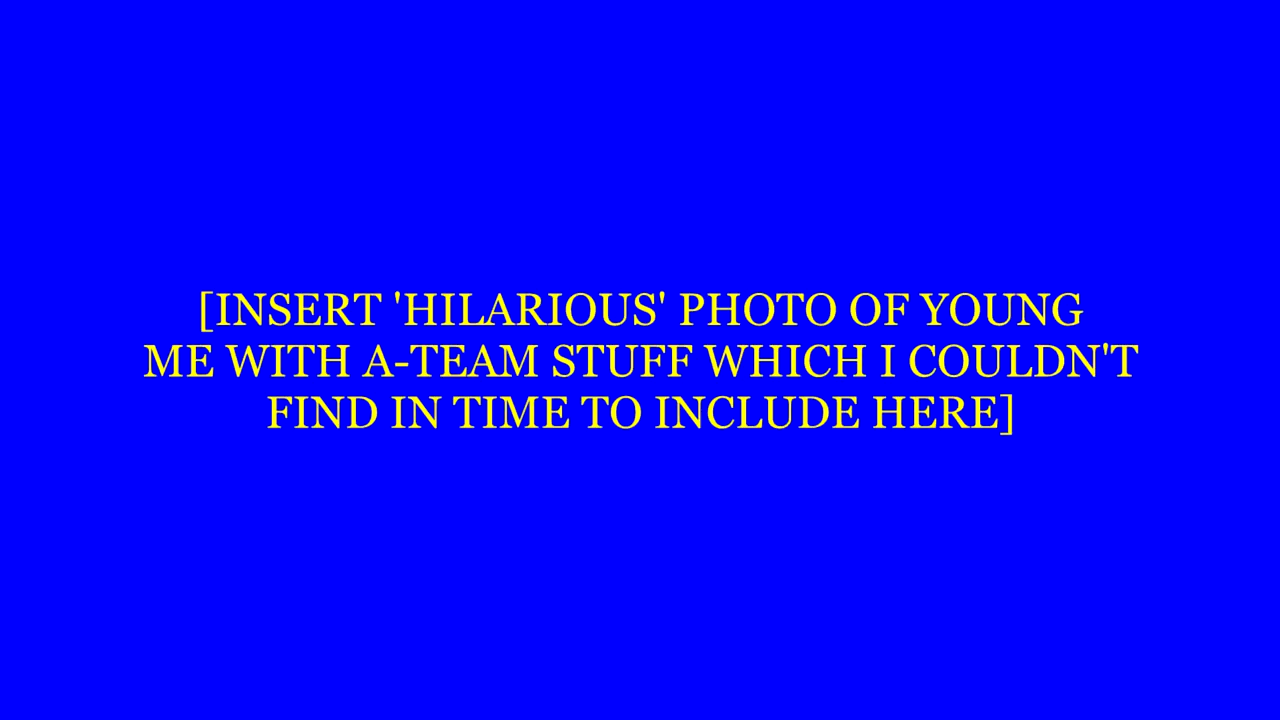 [INSERT 'HILARIOUS' PHOTO OF YOUNG
ME WITH A-TEAM STUFF WHICH I COULDN'T
FIND IN TIME TO INCLUDE HERE]